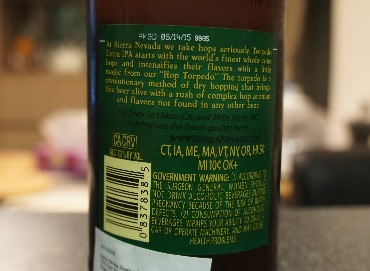 PKGD 05/14/15 0005
At Sierra Nevada we take hops seriously. Torpedo
Extra IPA starts with the world's finest whole-cone
hops and intensifies their flavors with a little
magic from our "Hop Torpedo." The torpedo is a
revolutionary method of dry hopping that brings
this beer alive with a rush of complex hop aromas
and flavors not found in any other beer.
We brew in Chico, CA, and Mills River, NC
to bring you the finest quality beer.
WWW.SIERRANEVADA.COM
CA CRV
CT, IA, ME, MA, VT, NY, OR, HI 5¢
MI 10¢ OK+
GOVERNMENT WARNING: (1) ACCORDING TO
THE SURGEON GENERAL, WOMEN SHOULD
NOT DRINK ALCOHOLIC BEVERAGES DURING
PREGNANCY BECAUSE OF THE RISK OF BIRTH
DEFECTS. (2) CONSUMPTION OF ALCOHOLIC
BEVERAGES IMPAIRS YOUR ABILITY TO DRIVE A
CAR OR OPERATE MACHINERY, AND MAY CAUSE
HEALTH PROBLEMS.
0 837838 5